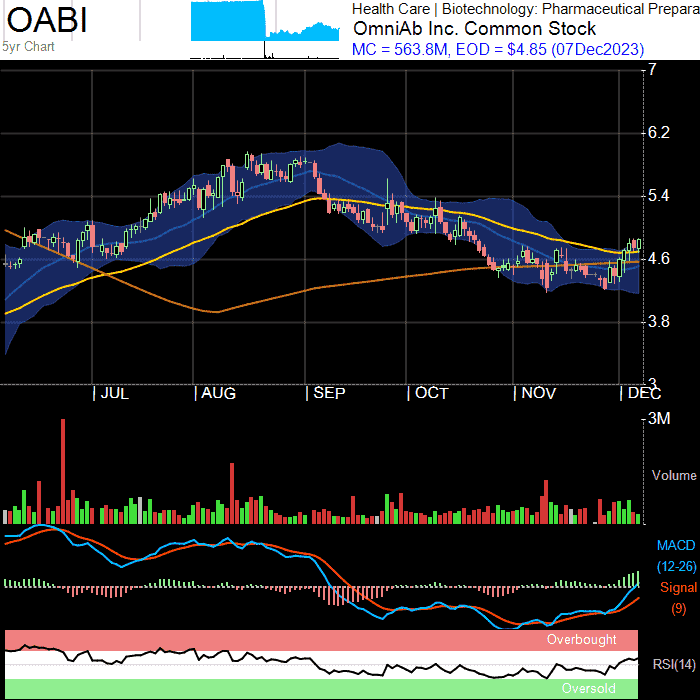 OABI
5yr Chart
Health Care | Biotechnology: Pharmaceutical Prepara
OmniAb Inc. Common Stock
MC = 563.8M, EOD = $4.85 (07Dec2023)
7
6.2
5.4
4.6
3.8
3
| JUL | AUG | SEP | OCT | NOV | DEC
3M
Volume
MACD
(12-26)
Signal
(9)
Overbought
RSI(14)
Oversold